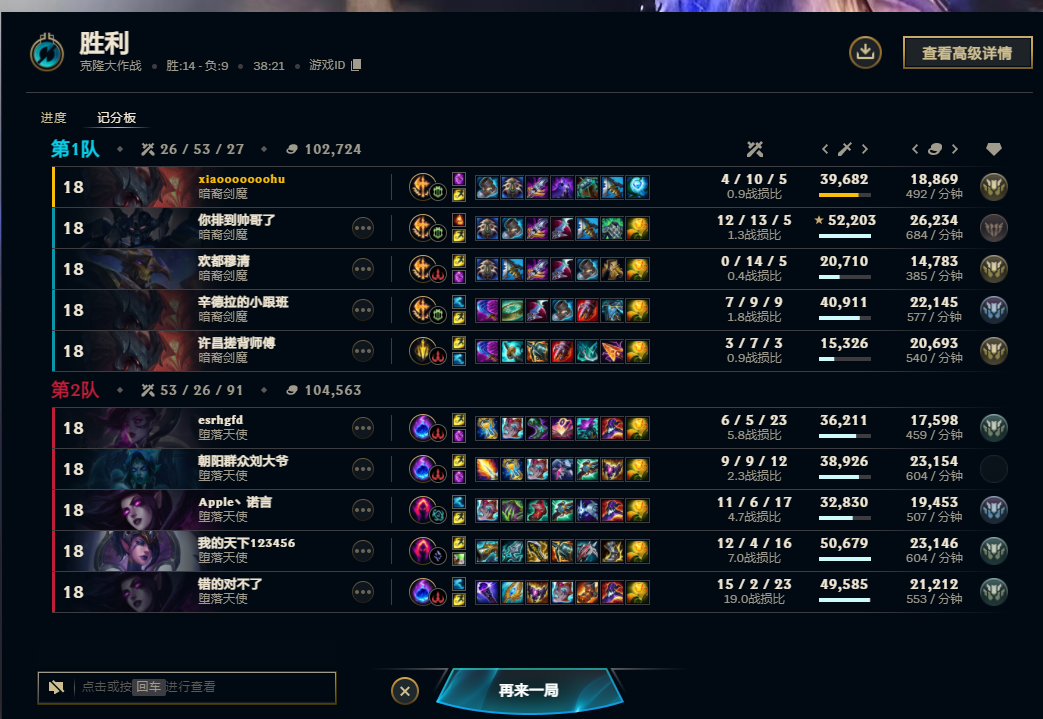 胜利
克隆大作战 • 胜:14 - 负:9 • 38:21 • 游戏ID
查看高级详情
进度 记分板
第1队 26 / 53 / 27 102,724
18 xiaoooooohu 暗裔剑魔 4 / 10 / 5 0.9战损比 39,682 18,869 492 / 分钟
18 你排到帅哥了 暗裔剑魔 12 / 13 / 5 1.3战损比 52,203 26,234 684 / 分钟
18 欢都穆清 暗裔剑魔 0 / 14 / 5 0.4战损比 20,710 14,783 385 / 分钟
18 辛德拉的小跟班 暗裔剑魔 7 / 9 / 9 1.8战损比 40,911 22,145 577 / 分钟
18 许昌搓背师傅 暗裔剑魔 3 / 7 / 3 0.9战损比 15,326 20,693 540 / 分钟
第2队 53 / 26 / 91 104,563
18 esrhgfd 堕落天使 6 / 5 / 23 5.8战损比 36,211 17,598 459 / 分钟
18 朝阳群众刘大爷 堕落天使 9 / 9 / 12 2.3战损比 38,926 23,154 604 / 分钟
18 Apple丶诺言 堕落天使 11 / 6 / 17 4.7战损比 32,830 19,453 507 / 分钟
18 我的天下123456 堕落天使 12 / 4 / 16 7.0战损比 50,679 23,146 604 / 分钟
18 错的对不了 堕落天使 15 / 2 / 23 19.0战损比 49,585 21,212 553 / 分钟
点击或按 回车 进行查看
再来一局